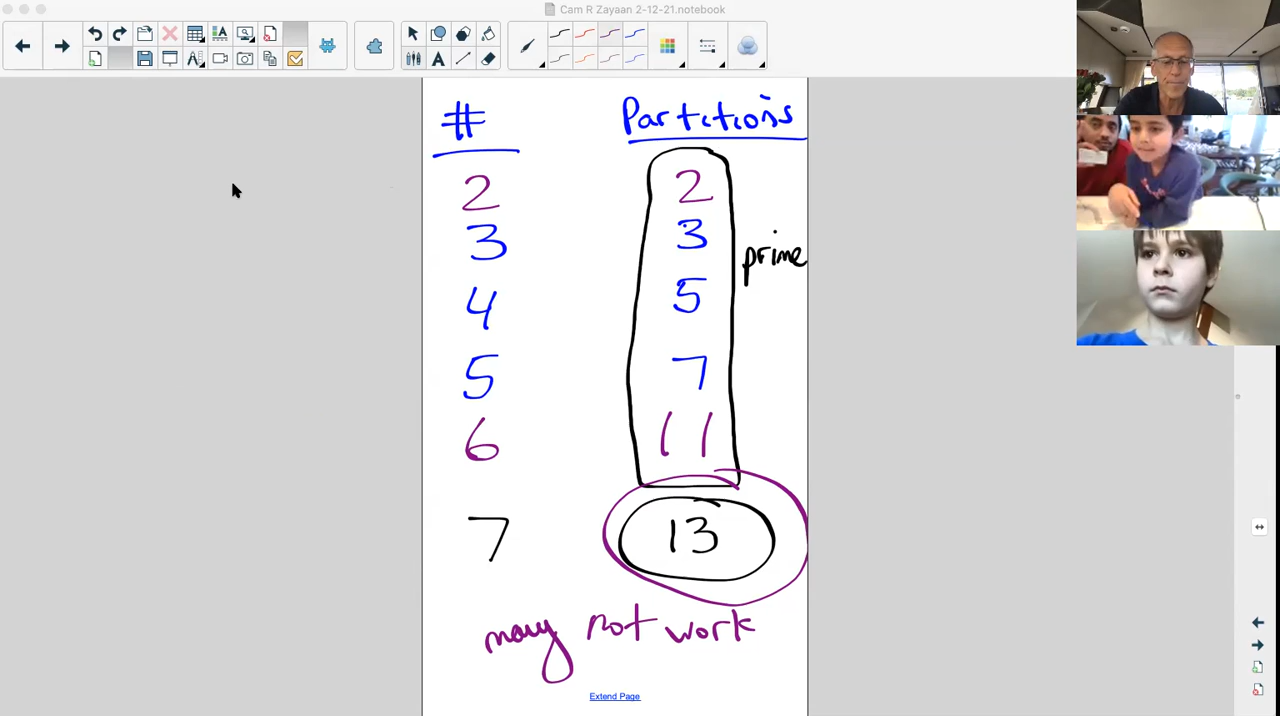 Cam R Zayaan 2-12-21.notebook
# Partitions
2 2
3 3
prime
4 5
5 7
6 11
7 13
may not work
Extend Page